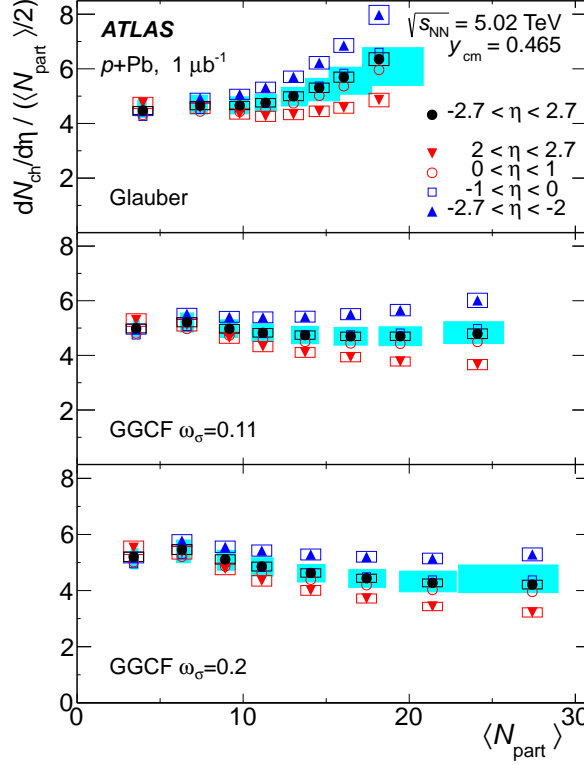 ATLAS
p+Pb, 1 μb⁻¹
√sNN = 5.02 TeV
ycm = 0.465
-2.7 < η < 2.7
2 < η < 2.7
0 < η < 1
-1 < η < 0
-2.7 < η < -2
Glauber
8
6
4
2
GGCF ωσ=0.11
8
6
4
2
GGCF ωσ=0.2
8
6
4
2
0
0 10 20 30
dNch/dη / (⟨Npart⟩/2)
⟨Npart⟩